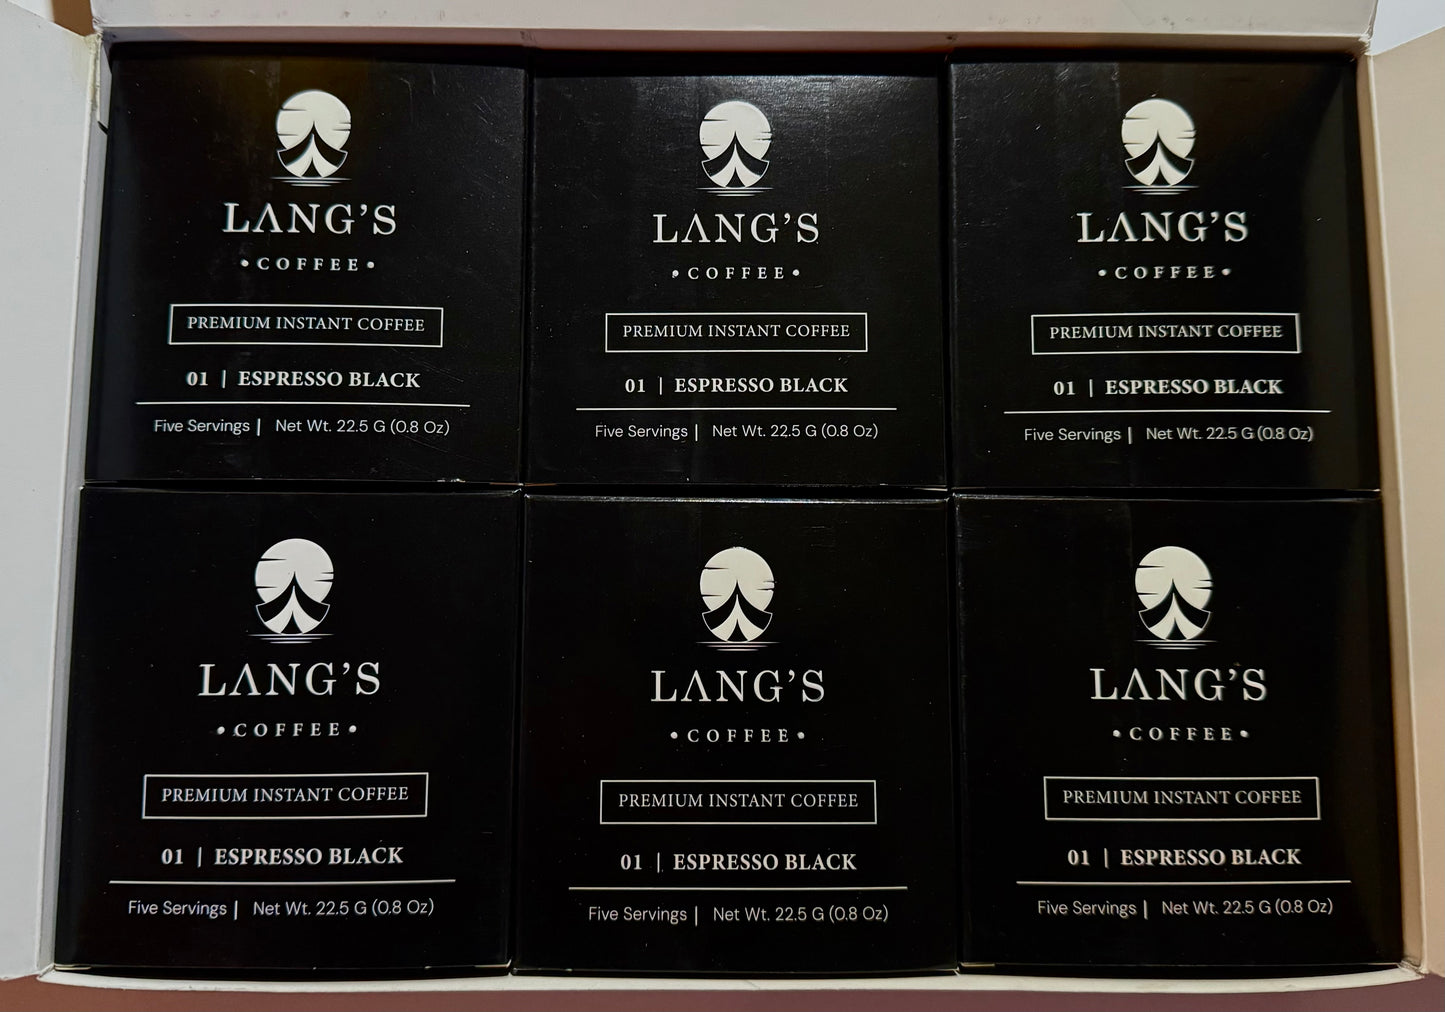 LANG'S
• COFFEE •
PREMIUM INSTANT COFFEE
01 | ESPRESSO BLACK
Five Servings | Net Wt. 22.5 G (0.8 Oz)
LANG'S
• COFFEE •
PREMIUM INSTANT COFFEE
01 | ESPRESSO BLACK
Five Servings | Net Wt. 22.5 G (0.8 Oz)
LANG'S
• COFFEE •
PREMIUM INSTANT COFFEE
01 | ESPRESSO BLACK
Five Servings | Net Wt. 22.5 G (0.8 Oz)
LANG'S
• COFFEE •
PREMIUM INSTANT COFFEE
01 | ESPRESSO BLACK
Five Servings | Net Wt. 22.5 G (0.8 Oz)
LANG'S
• COFFEE •
PREMIUM INSTANT COFFEE
01 | ESPRESSO BLACK
Five Servings | Net Wt. 22.5 G (0.8 Oz)
LANG'S
• COFFEE •
PREMIUM INSTANT COFFEE
01 | ESPRESSO BLACK
Five Servings | Net Wt. 22.5 G (0.8 Oz)